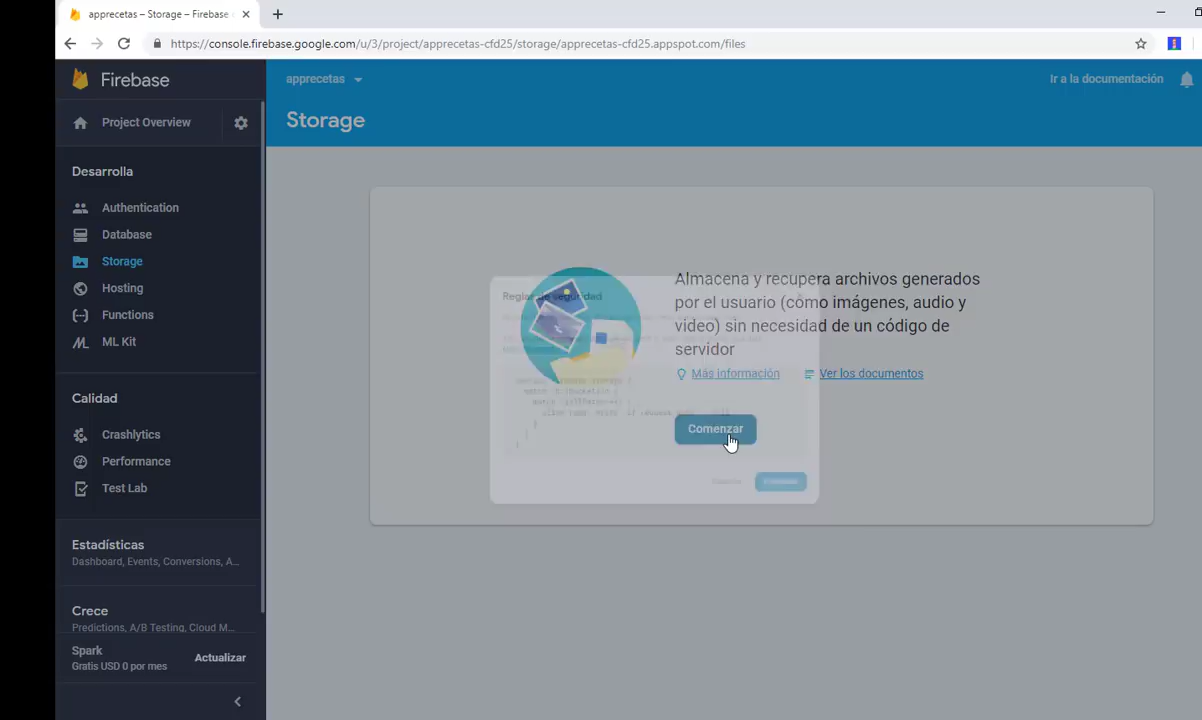 apprecetas – Storage – Firebase
https://console.firebase.google.com/u/3/project/apprecetas-cfd25/storage/apprecetas-cfd25.appspot.com/files
Firebase
apprecetas
Ir a la documentación
Project Overview
Storage
Desarrolla
Authentication
Database
Storage
Hosting
Functions
ML Kit
Almacena y recupera archivos generados
por el usuario (como imágenes, audio y
video) sin necesidad de un código de
servidor
Más información
Ver los documentos
Comenzar
Reglas de seguridad
Calidad
Crashlytics
Performance
Test Lab
Estadísticas
Dashboard, Events, Conversions, A...
Crece
Predictions, A/B Testing, Cloud M...
Spark
Gratis USD 0 por mes
Actualizar